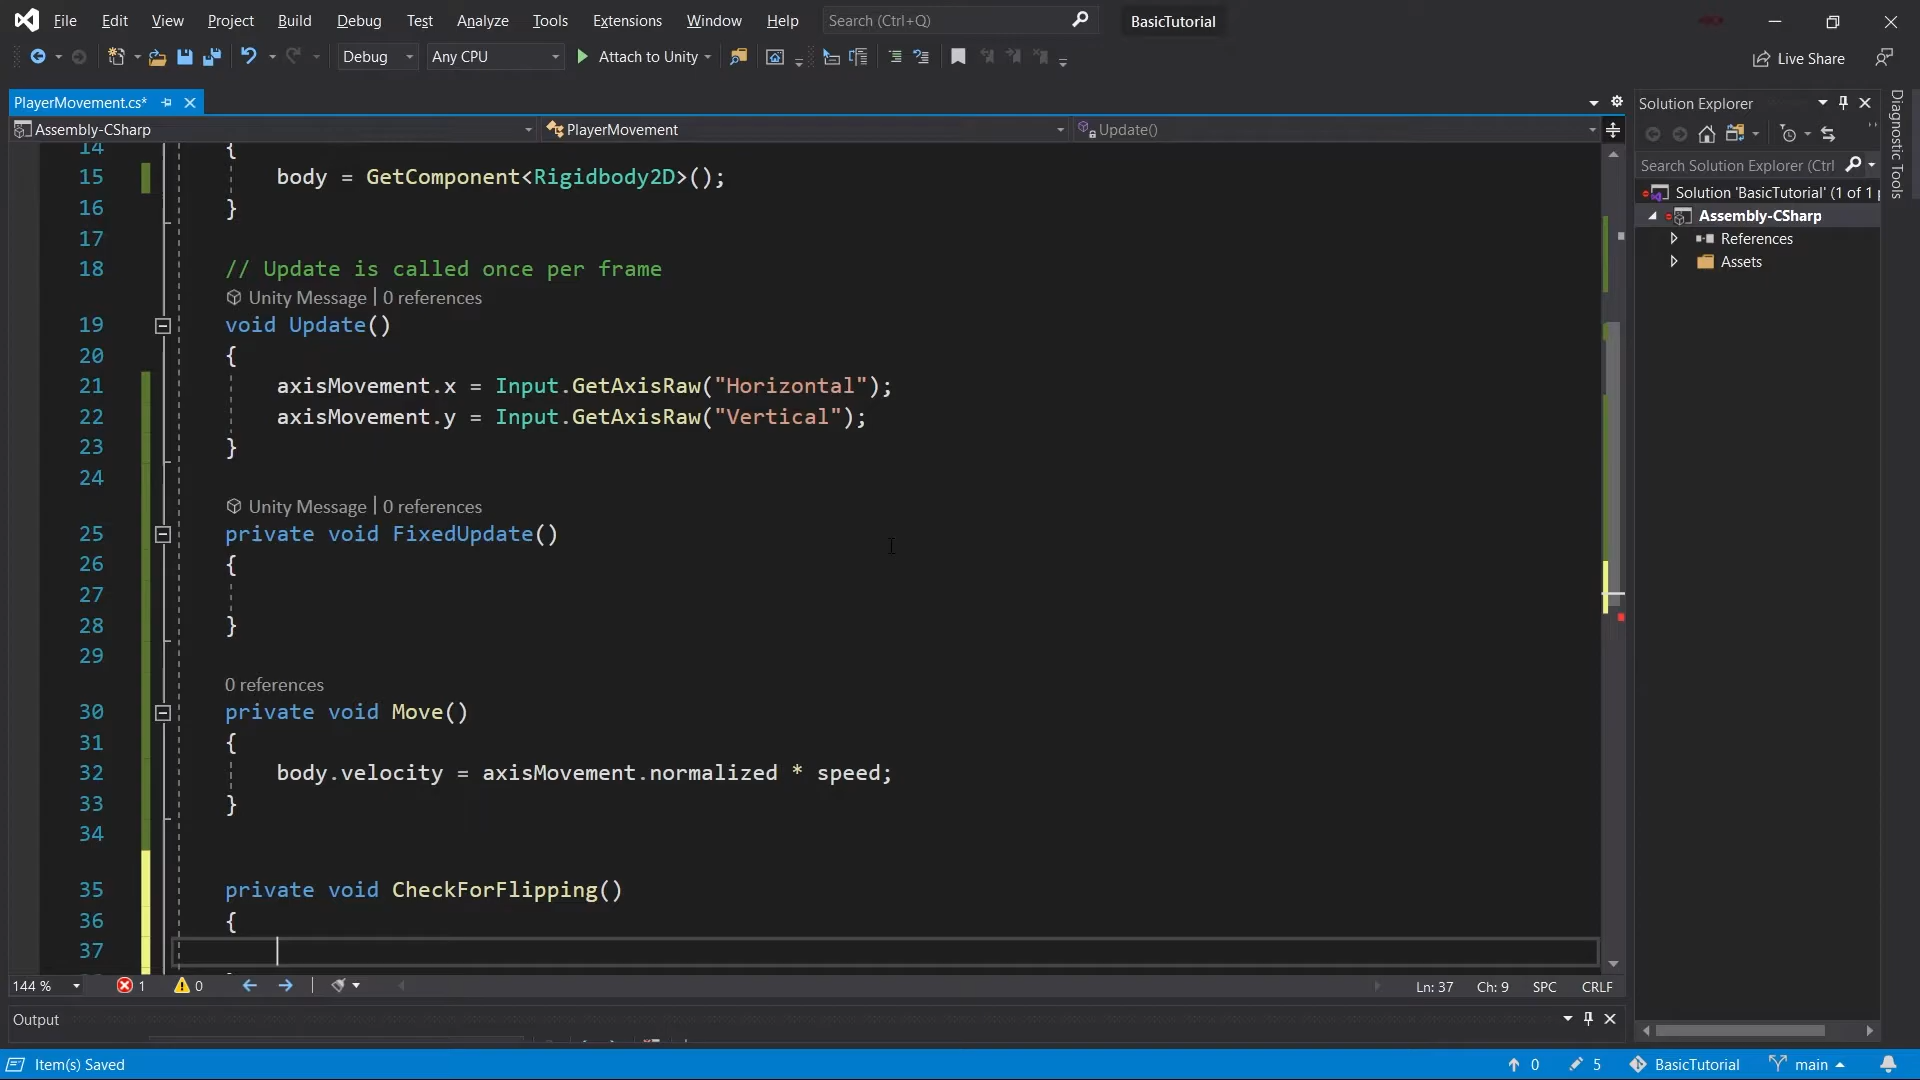 File Edit View Project Build Debug Test Analyze Tools Extensions Window Help Search (Ctrl+Q) BasicTutorial
Debug Any CPU Attach to Unity Live Share
PlayerMovement.cs*
Assembly-CSharp PlayerMovement Update()
14 {
15 body = GetComponent<Rigidbody2D>();
16 }
17
18 // Update is called once per frame
Unity Message | 0 references
19 void Update()
20 {
21 axisMovement.x = Input.GetAxisRaw("Horizontal");
22 axisMovement.y = Input.GetAxisRaw("Vertical");
23 }
24
Unity Message | 0 references
25 private void FixedUpdate()
26 {
27
28 }
29
0 references
30 private void Move()
31 {
32 body.velocity = axisMovement.normalized * speed;
33 }
34
35 private void CheckForFlipping()
36 {
37
144 % 1 0 Ln: 37 Ch: 9 SPC CRLF
Output
Item(s) Saved 0 5 BasicTutorial main
Solution Explorer
Search Solution Explorer (Ctrl
Solution 'BasicTutorial' (1 of 1
Assembly-CSharp
References
Assets
Diagnostic Tools